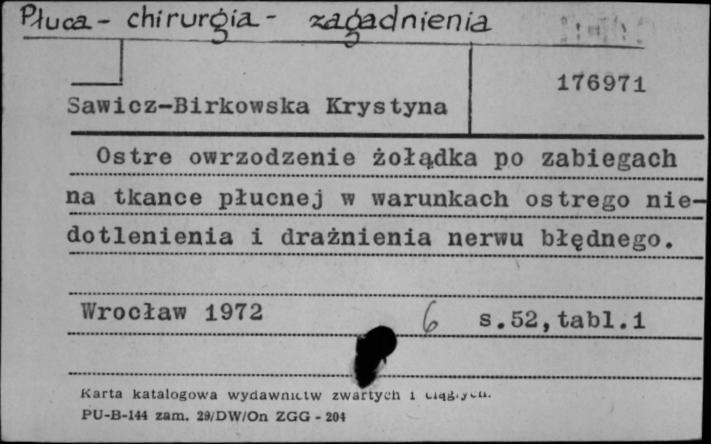 Płuca - chirurgia - zagadnienia
176971
Sawicz-Birkowska Krystyna
Ostre owrzodzenie żołądka po zabiegach
na tkance płucnej w warunkach ostrego nie-
dotlenienia i drażnienia nerwu błędnego.
Wrocław 1972 6 s.52,tabl.1
Karta katalogowa wydawnictw zwartych i ciągłych.
PU-B-144 zam. 29/DW/On ZGG - 204